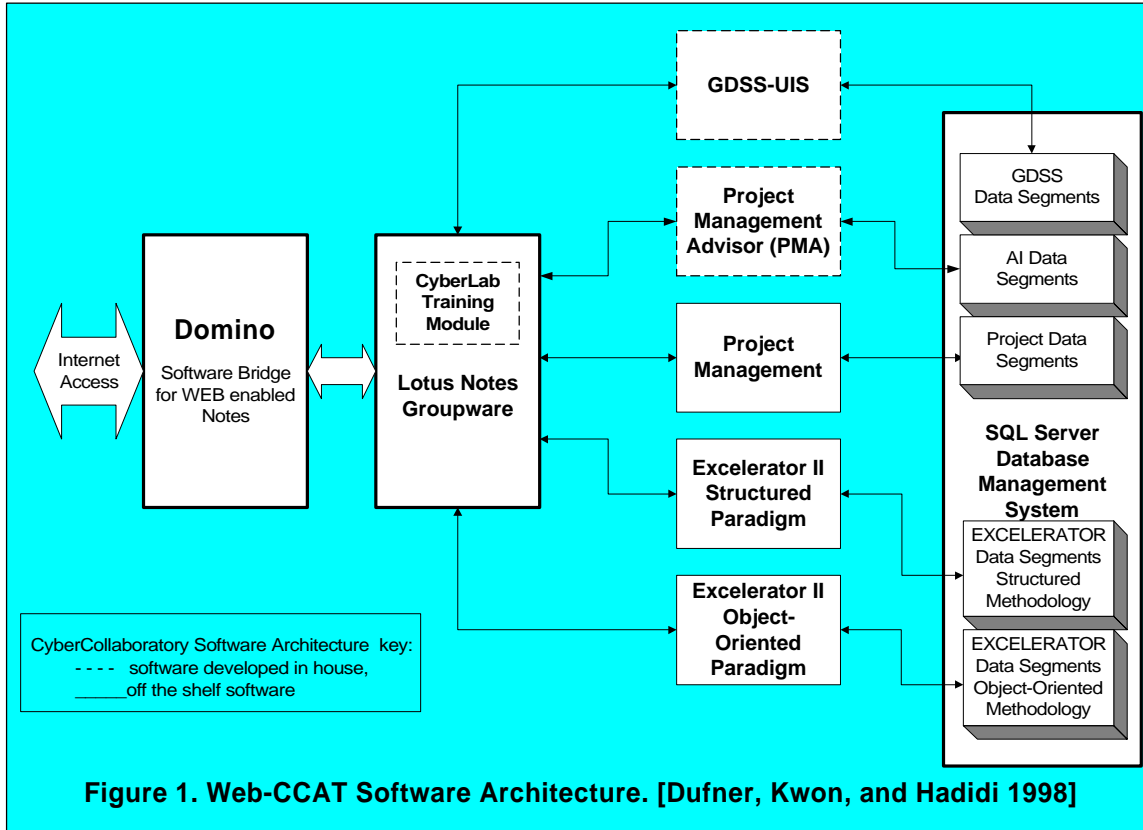 GDSS-UIS
Project
Management
Advisor (PMA)
Project
Management
Excelerator II
Structured
Paradigm
Excelerator II
Object-
Oriented
Paradigm
Internet
Access
Domino
Software Bridge
for WEB enabled
Notes
CyberLab
Training
Module
Lotus Notes
Groupware
GDSS
Data Segments
AI Data
Segments
Project Data
Segments
SQL Server
Database
Management
System
EXCELERATOR
Data Segments
Structured
Methodology
EXCELERATOR
Data Segments
Object-Oriented
Methodology
CyberCollaboratory Software Architecture key:
- - - - software developed in house,
_____off the shelf software
Figure 1. Web-CCAT Software Architecture. [Dufner, Kwon, and Hadidi 1998]